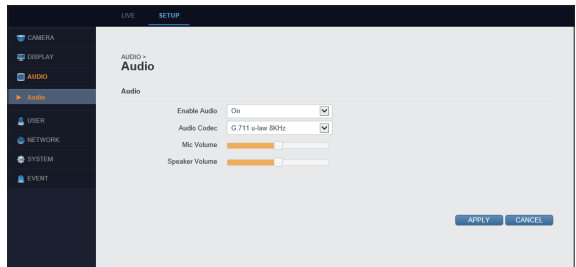 LIVE SETUP
CAMERA
DISPLAY
AUDIO
Audio
USER
NETWORK
SYSTEM
EVENT
AUDIO >
Audio
Audio
Enable Audio On
Audio Codec G.711 u-law 8KHz
Mic Volume
Speaker Volume
APPLY CANCEL